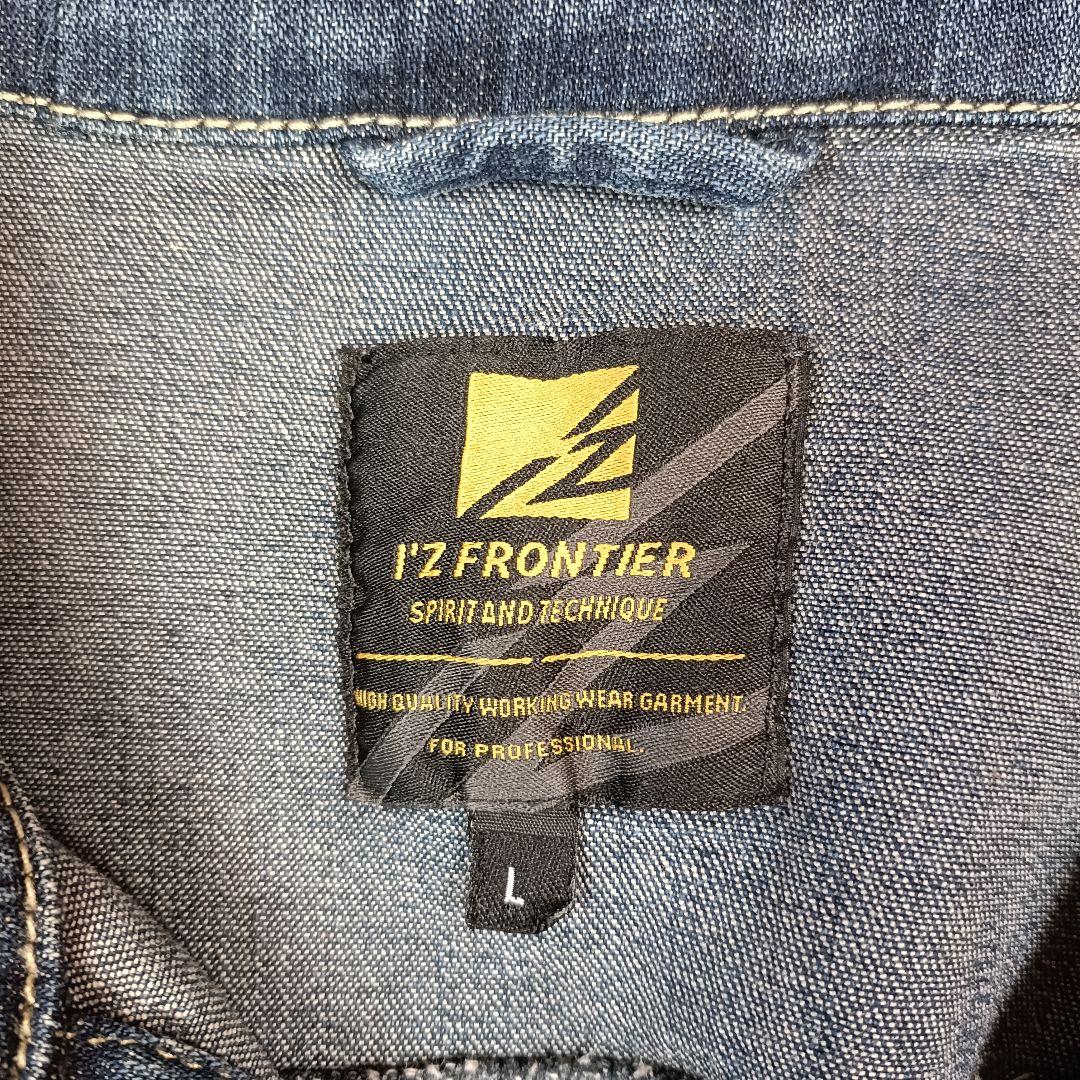 I'Z FRONTIER
SPIRIT AND TECHNIQUE
HIGH QUALITY WORKING WEAR GARMENT.
FOR PROFESSIONAL.
L